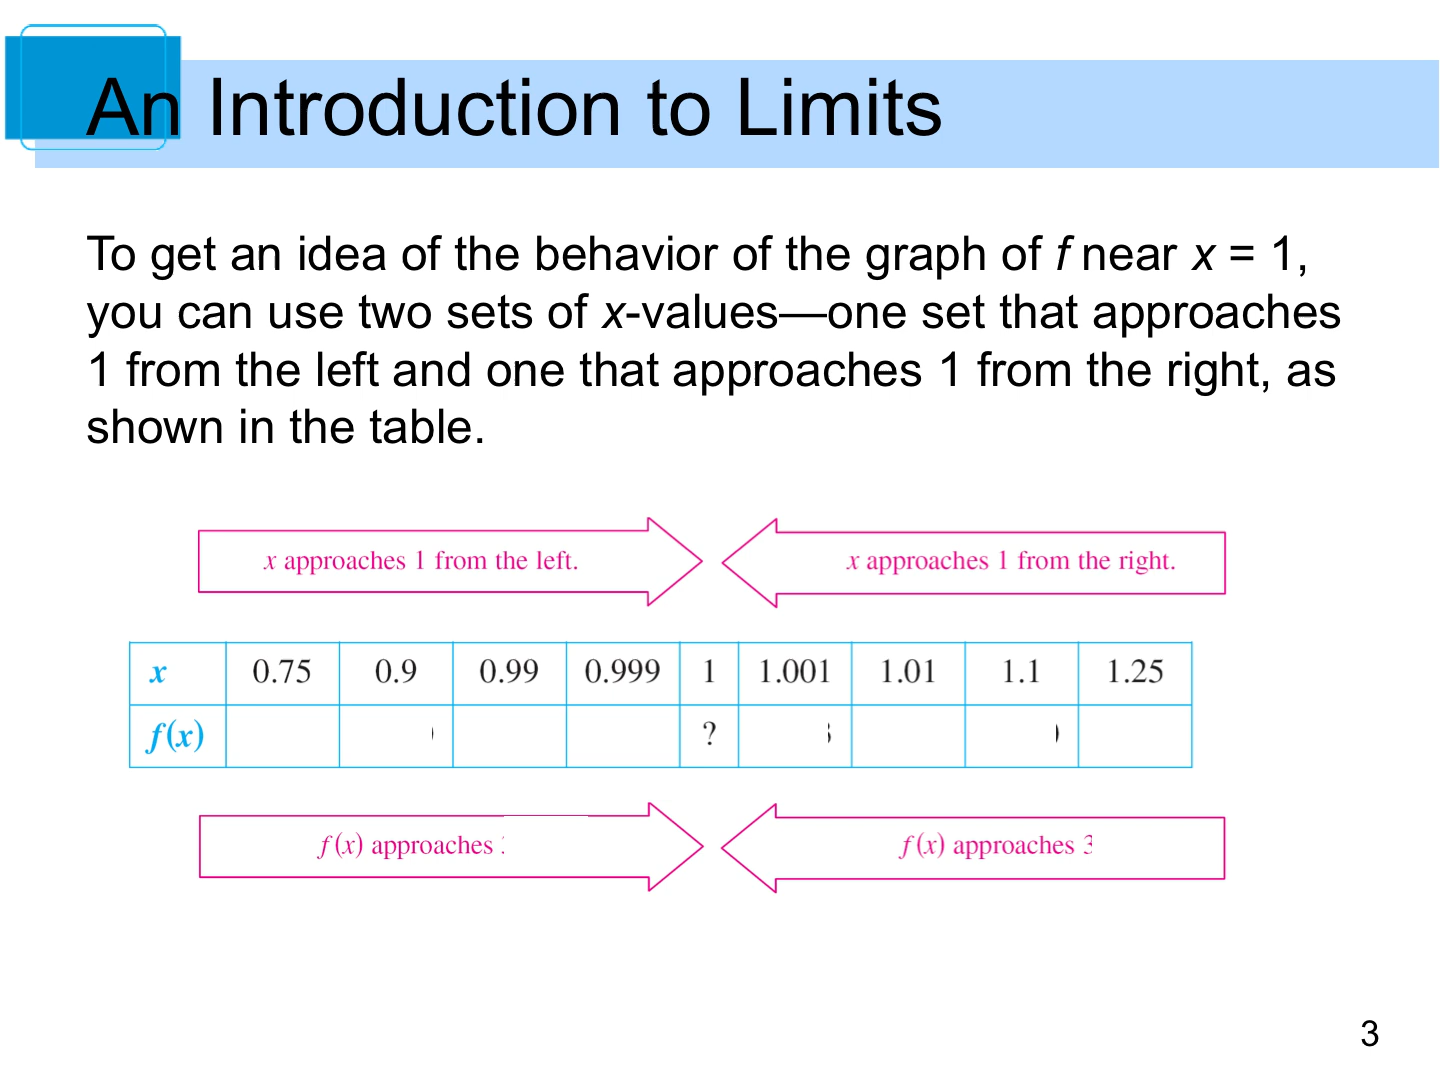 An Introduction to Limits
To get an idea of the behavior of the graph of f near x = 1,
you can use two sets of x-values—one set that approaches
1 from the left and one that approaches 1 from the right, as
shown in the table.
x approaches 1 from the left. x approaches 1 from the right.
x 0.75 0.9 0.99 0.999 1 1.001 1.01 1.1 1.25
f(x) ?
f(x) approaches f(x) approaches 3
3